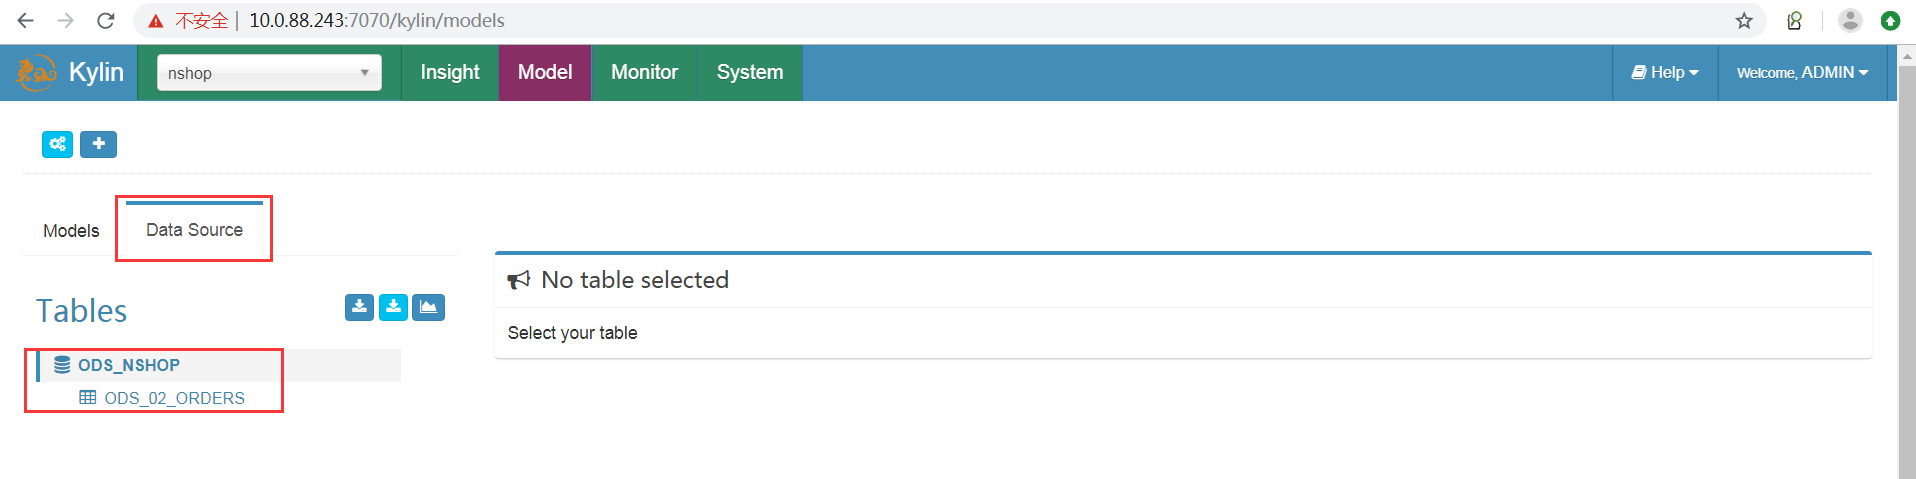 不安全 10.0.88.243:7070/kylin/models
Kylin nshop Insight Model Monitor System Help Welcome, ADMIN
Models Data Source
No table selected
Tables
Select your table
ODS_NSHOP
ODS_02_ORDERS